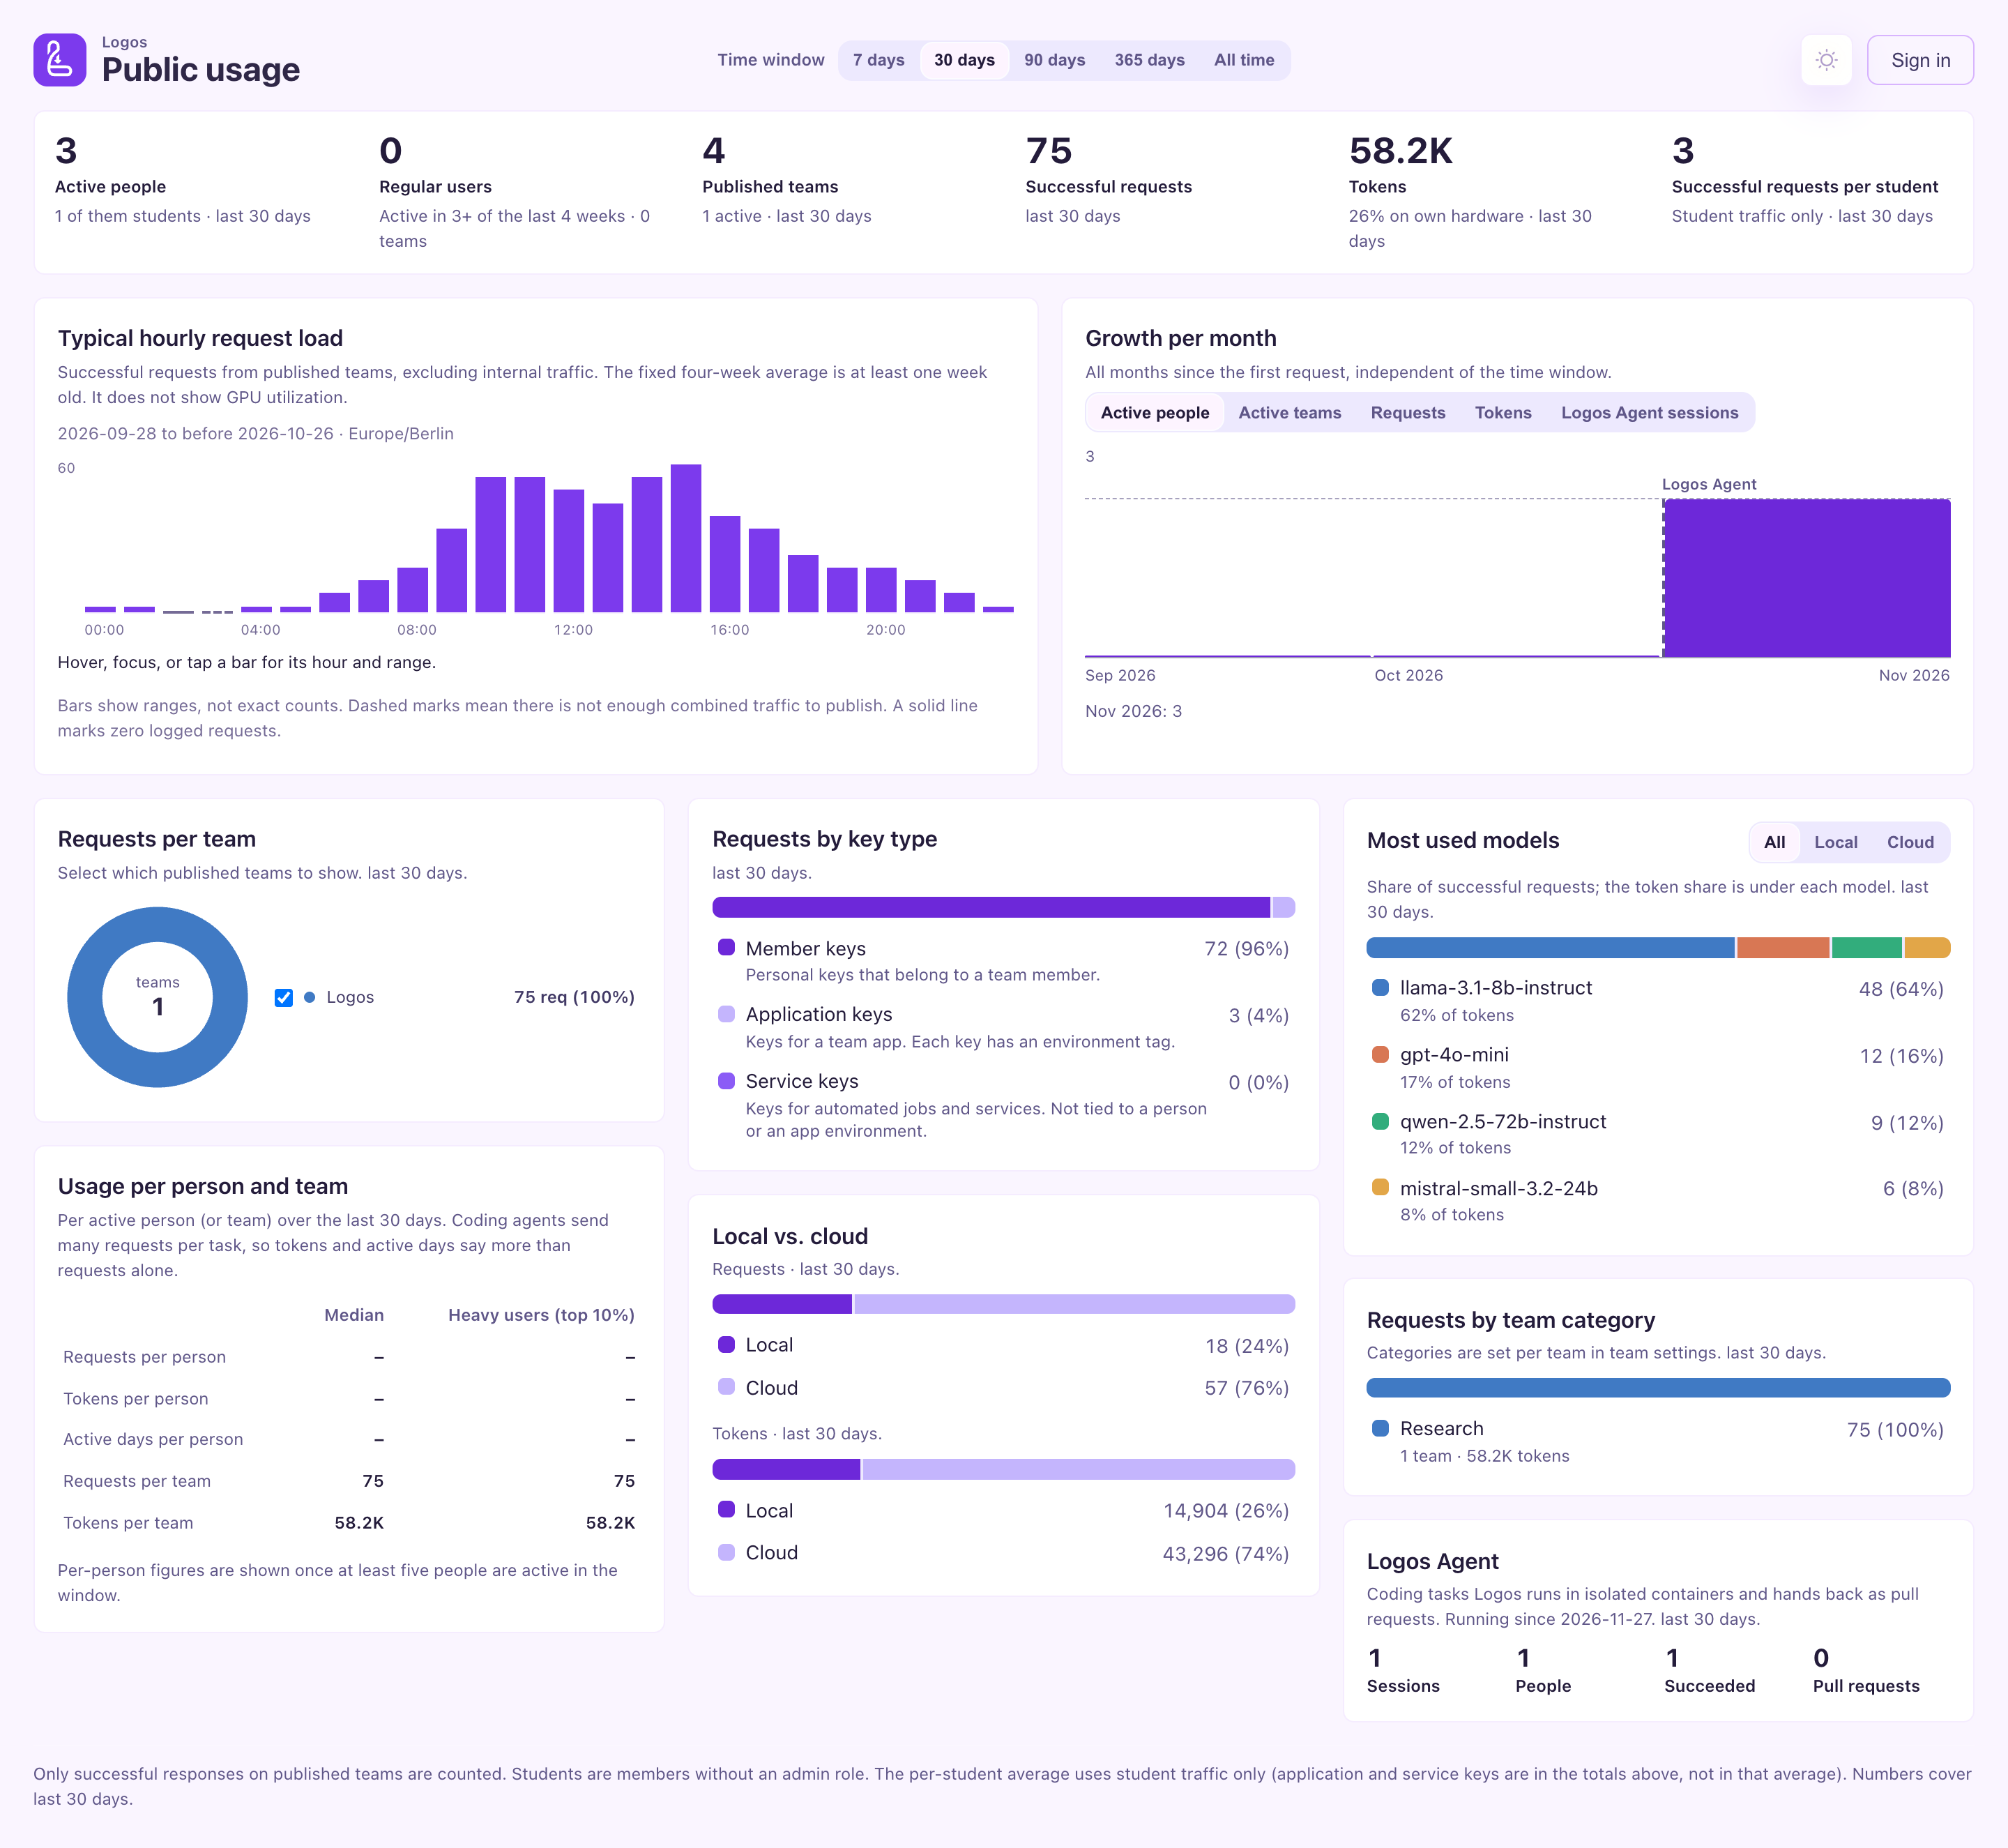 Logos
Public usage
Time window
7 days
30 days
90 days
365 days
All time
Sign in
3
Active people
1 of them students · last 30 days
0
Regular users
Active in 3+ of the last 4 weeks · 0
teams
4
Published teams
1 active · last 30 days
75
Successful requests
last 30 days
58.2K
Tokens
26% on own hardware · last 30
days
3
Successful requests per student
Student traffic only · last 30 days
Typical hourly request load
Successful requests from published teams, excluding internal traffic. The fixed four-week average is at least one week
old. It does not show GPU utilization.
2026-09-28 to before 2026-10-26 · Europe/Berlin
60
00:00
04:00
08:00
12:00
16:00
20:00
Hover, focus, or tap a bar for its hour and range.
Bars show ranges, not exact counts. Dashed marks mean there is not enough combined traffic to publish. A solid line
marks zero logged requests.
Growth per month
All months since the first request, independent of the time window.
Active people
Active teams
Requests
Tokens
Logos Agent sessions
3
Logos Agent
Sep 2026
Oct 2026
Nov 2026
Nov 2026: 3
Requests per team
Select which published teams to show. last 30 days.
teams
1
Logos
75 req (100%)
Usage per person and team
Per active person (or team) over the last 30 days. Coding agents send
many requests per task, so tokens and active days say more than
requests alone.
Median
Heavy users (top 10%)
Requests per person – –
Tokens per person – –
Active days per person – –
Requests per team 75 75
Tokens per team 58.2K 58.2K
Per-person figures are shown once at least five people are active in the
window.
Requests by key type
last 30 days.
Member keys 72 (96%)
Personal keys that belong to a team member.
Application keys 3 (4%)
Keys for a team app. Each key has an environment tag.
Service keys 0 (0%)
Keys for automated jobs and services. Not tied to a person
or an app environment.
Local vs. cloud
Requests · last 30 days.
Local 18 (24%)
Cloud 57 (76%)
Tokens · last 30 days.
Local 14,904 (26%)
Cloud 43,296 (74%)
Most used models
All
Local
Cloud
Share of successful requests; the token share is under each model. last
30 days.
llama-3.1-8b-instruct 48 (64%)
62% of tokens
gpt-4o-mini 12 (16%)
17% of tokens
qwen-2.5-72b-instruct 9 (12%)
12% of tokens
mistral-small-3.2-24b 6 (8%)
8% of tokens
Requests by team category
Categories are set per team in team settings. last 30 days.
Research 75 (100%)
1 team · 58.2K tokens
Logos Agent
Coding tasks Logos runs in isolated containers and hands back as pull
requests. Running since 2026-11-27. last 30 days.
1
Sessions
1
People
1
Succeeded
0
Pull requests
Only successful responses on published teams are counted. Students are members without an admin role. The per-student average uses student traffic only (application and service keys are in the totals above, not in that average). Numbers cover
last 30 days.